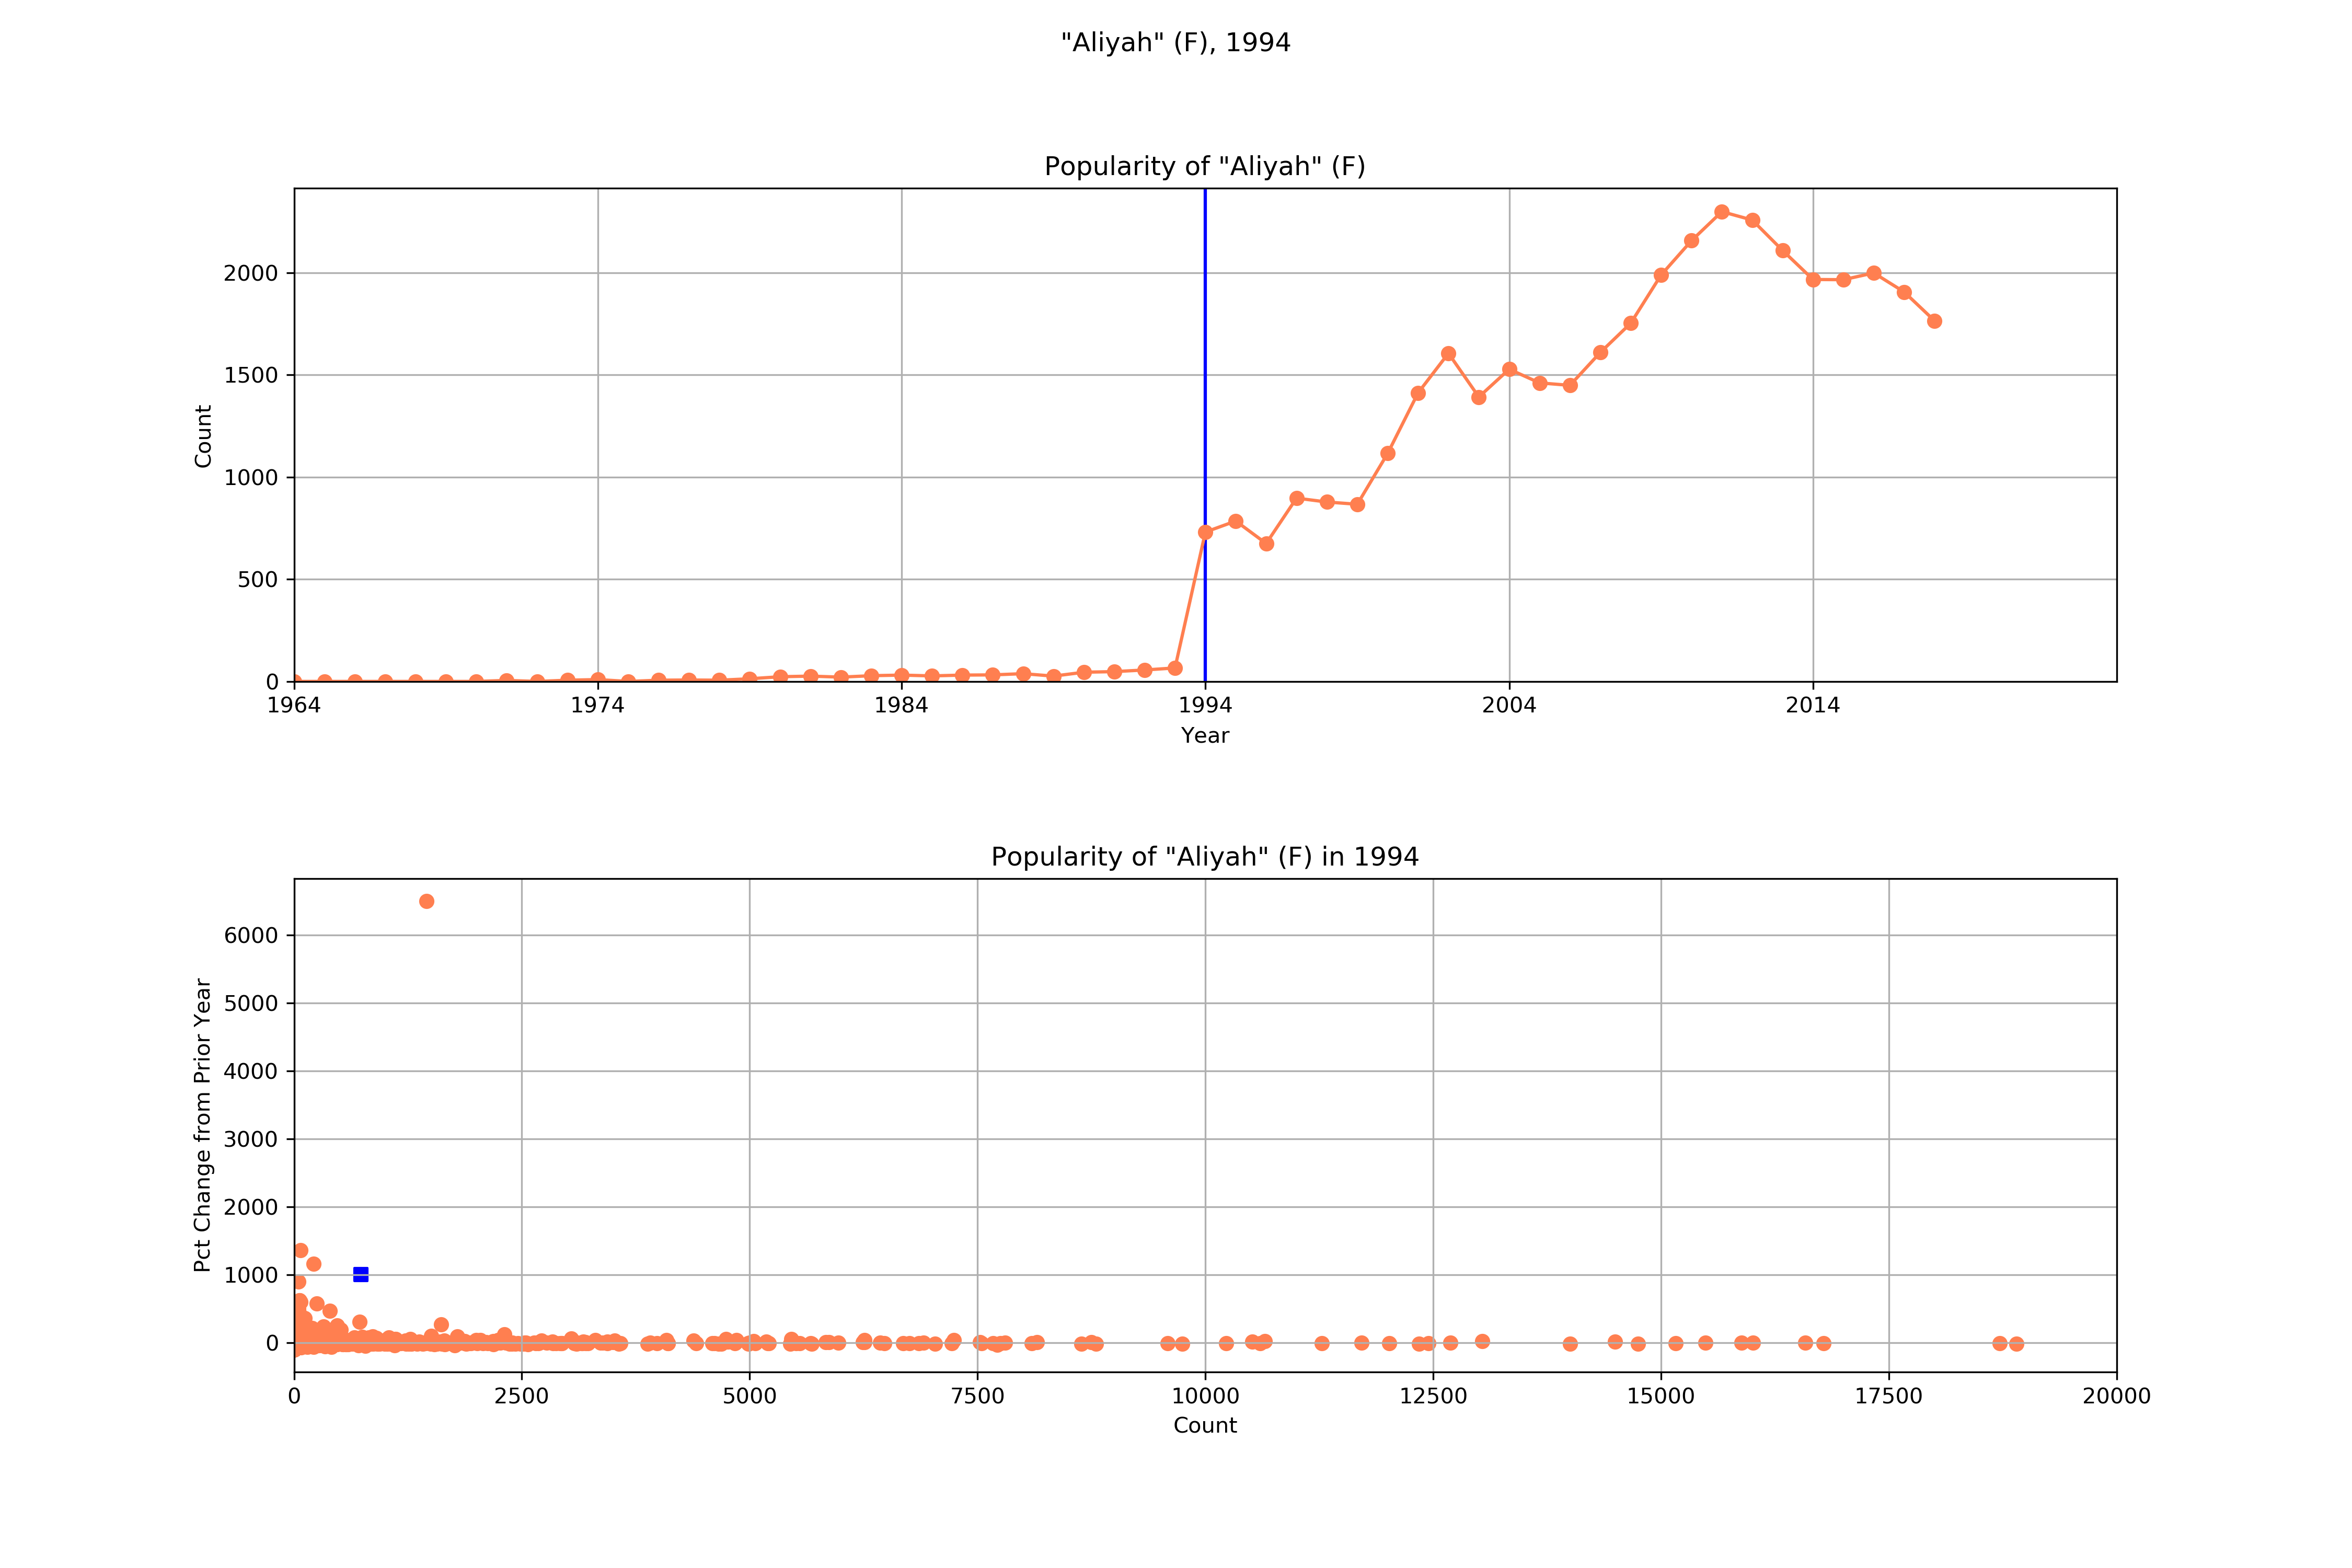 "Aliyah" (F), 1994
Popularity of "Aliyah" (F)
2000
1500
1000
500
0
Count
1964 1974 1984 1994 2004 2014
Year
Popularity of "Aliyah" (F) in 1994
6000
5000
4000
3000
2000
1000
0
Pct Change from Prior Year
0 2500 5000 7500 10000 12500 15000 17500 20000
Count